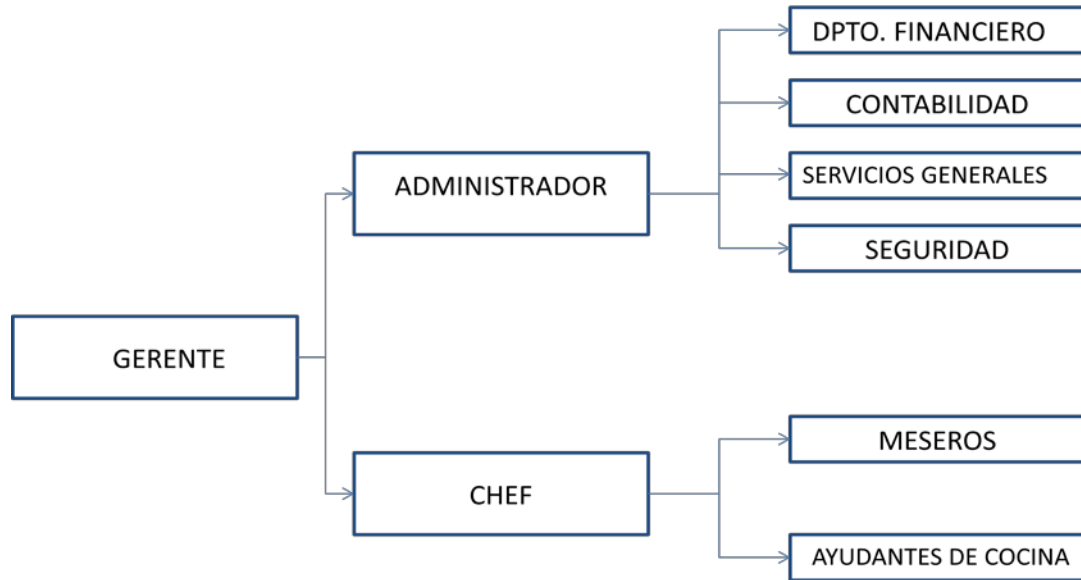 DPTO. FINANCIERO
CONTABILIDAD
ADMINISTRADOR
SERVICIOS GENERALES
SEGURIDAD
GERENTE
MESEROS
CHEF
AYUDANTES DE COCINA